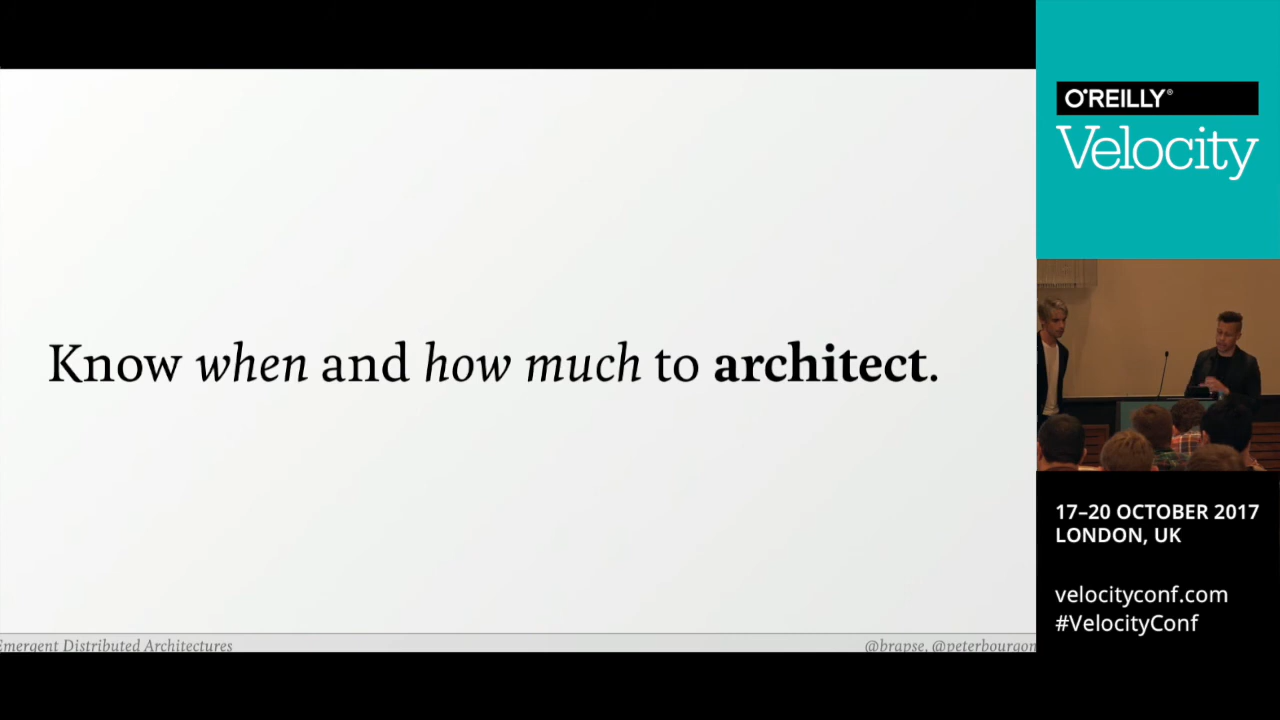 Know when and how much to architect.
Emergent Distributed Architectures
@brapse, @peterbourgon
O'REILLY®
Velocity
17–20 OCTOBER 2017
LONDON, UK
velocityconf.com
#VelocityConf